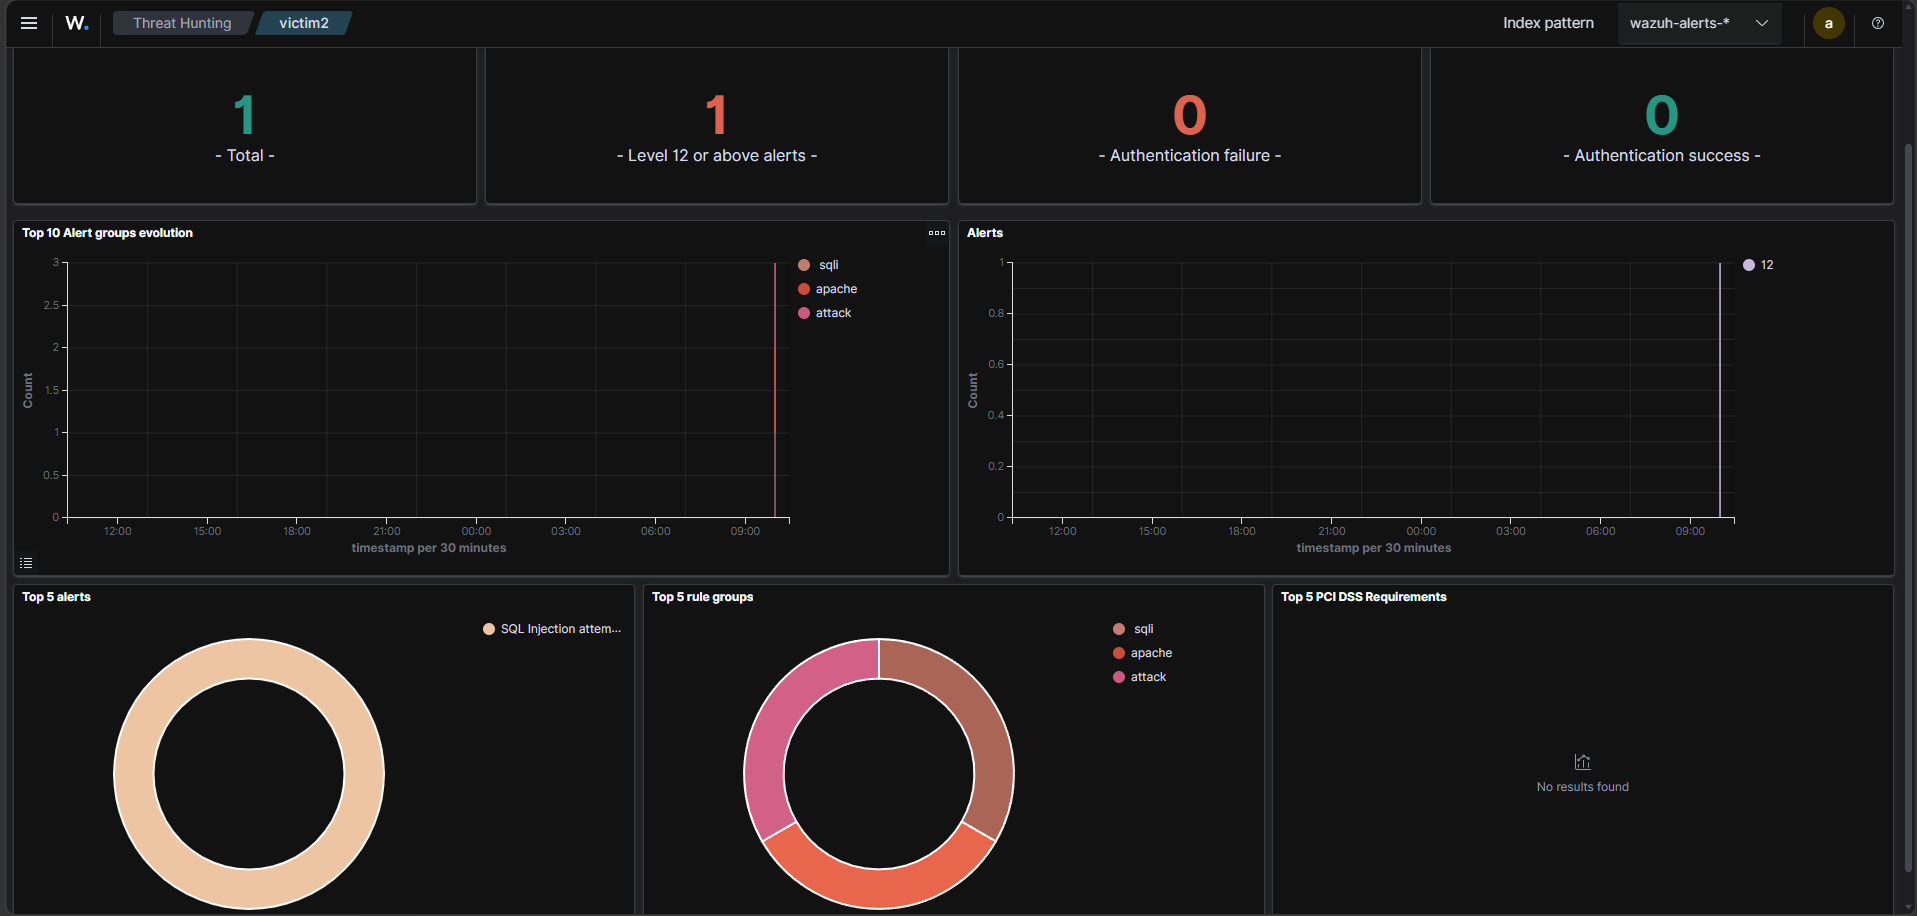 W. Threat Hunting victim2 Index pattern wazuh-alerts-* a
1
- Total -
1
- Level 12 or above alerts -
0
- Authentication failure -
0
- Authentication success -
Top 10 Alert groups evolution
3
2.5
2
1.5
1
0.5
0
Count
12:00 15:00 18:00 21:00 00:00 03:00 06:00 09:00
timestamp per 30 minutes
sqli
apache
attack
Alerts
1
0.8
0.6
0.4
0.2
0
Count
12:00 15:00 18:00 21:00 00:00 03:00 06:00 09:00
timestamp per 30 minutes
12
Top 5 alerts
SQL Injection attem...
Top 5 rule groups
sqli
apache
attack
Top 5 PCI DSS Requirements
No results found